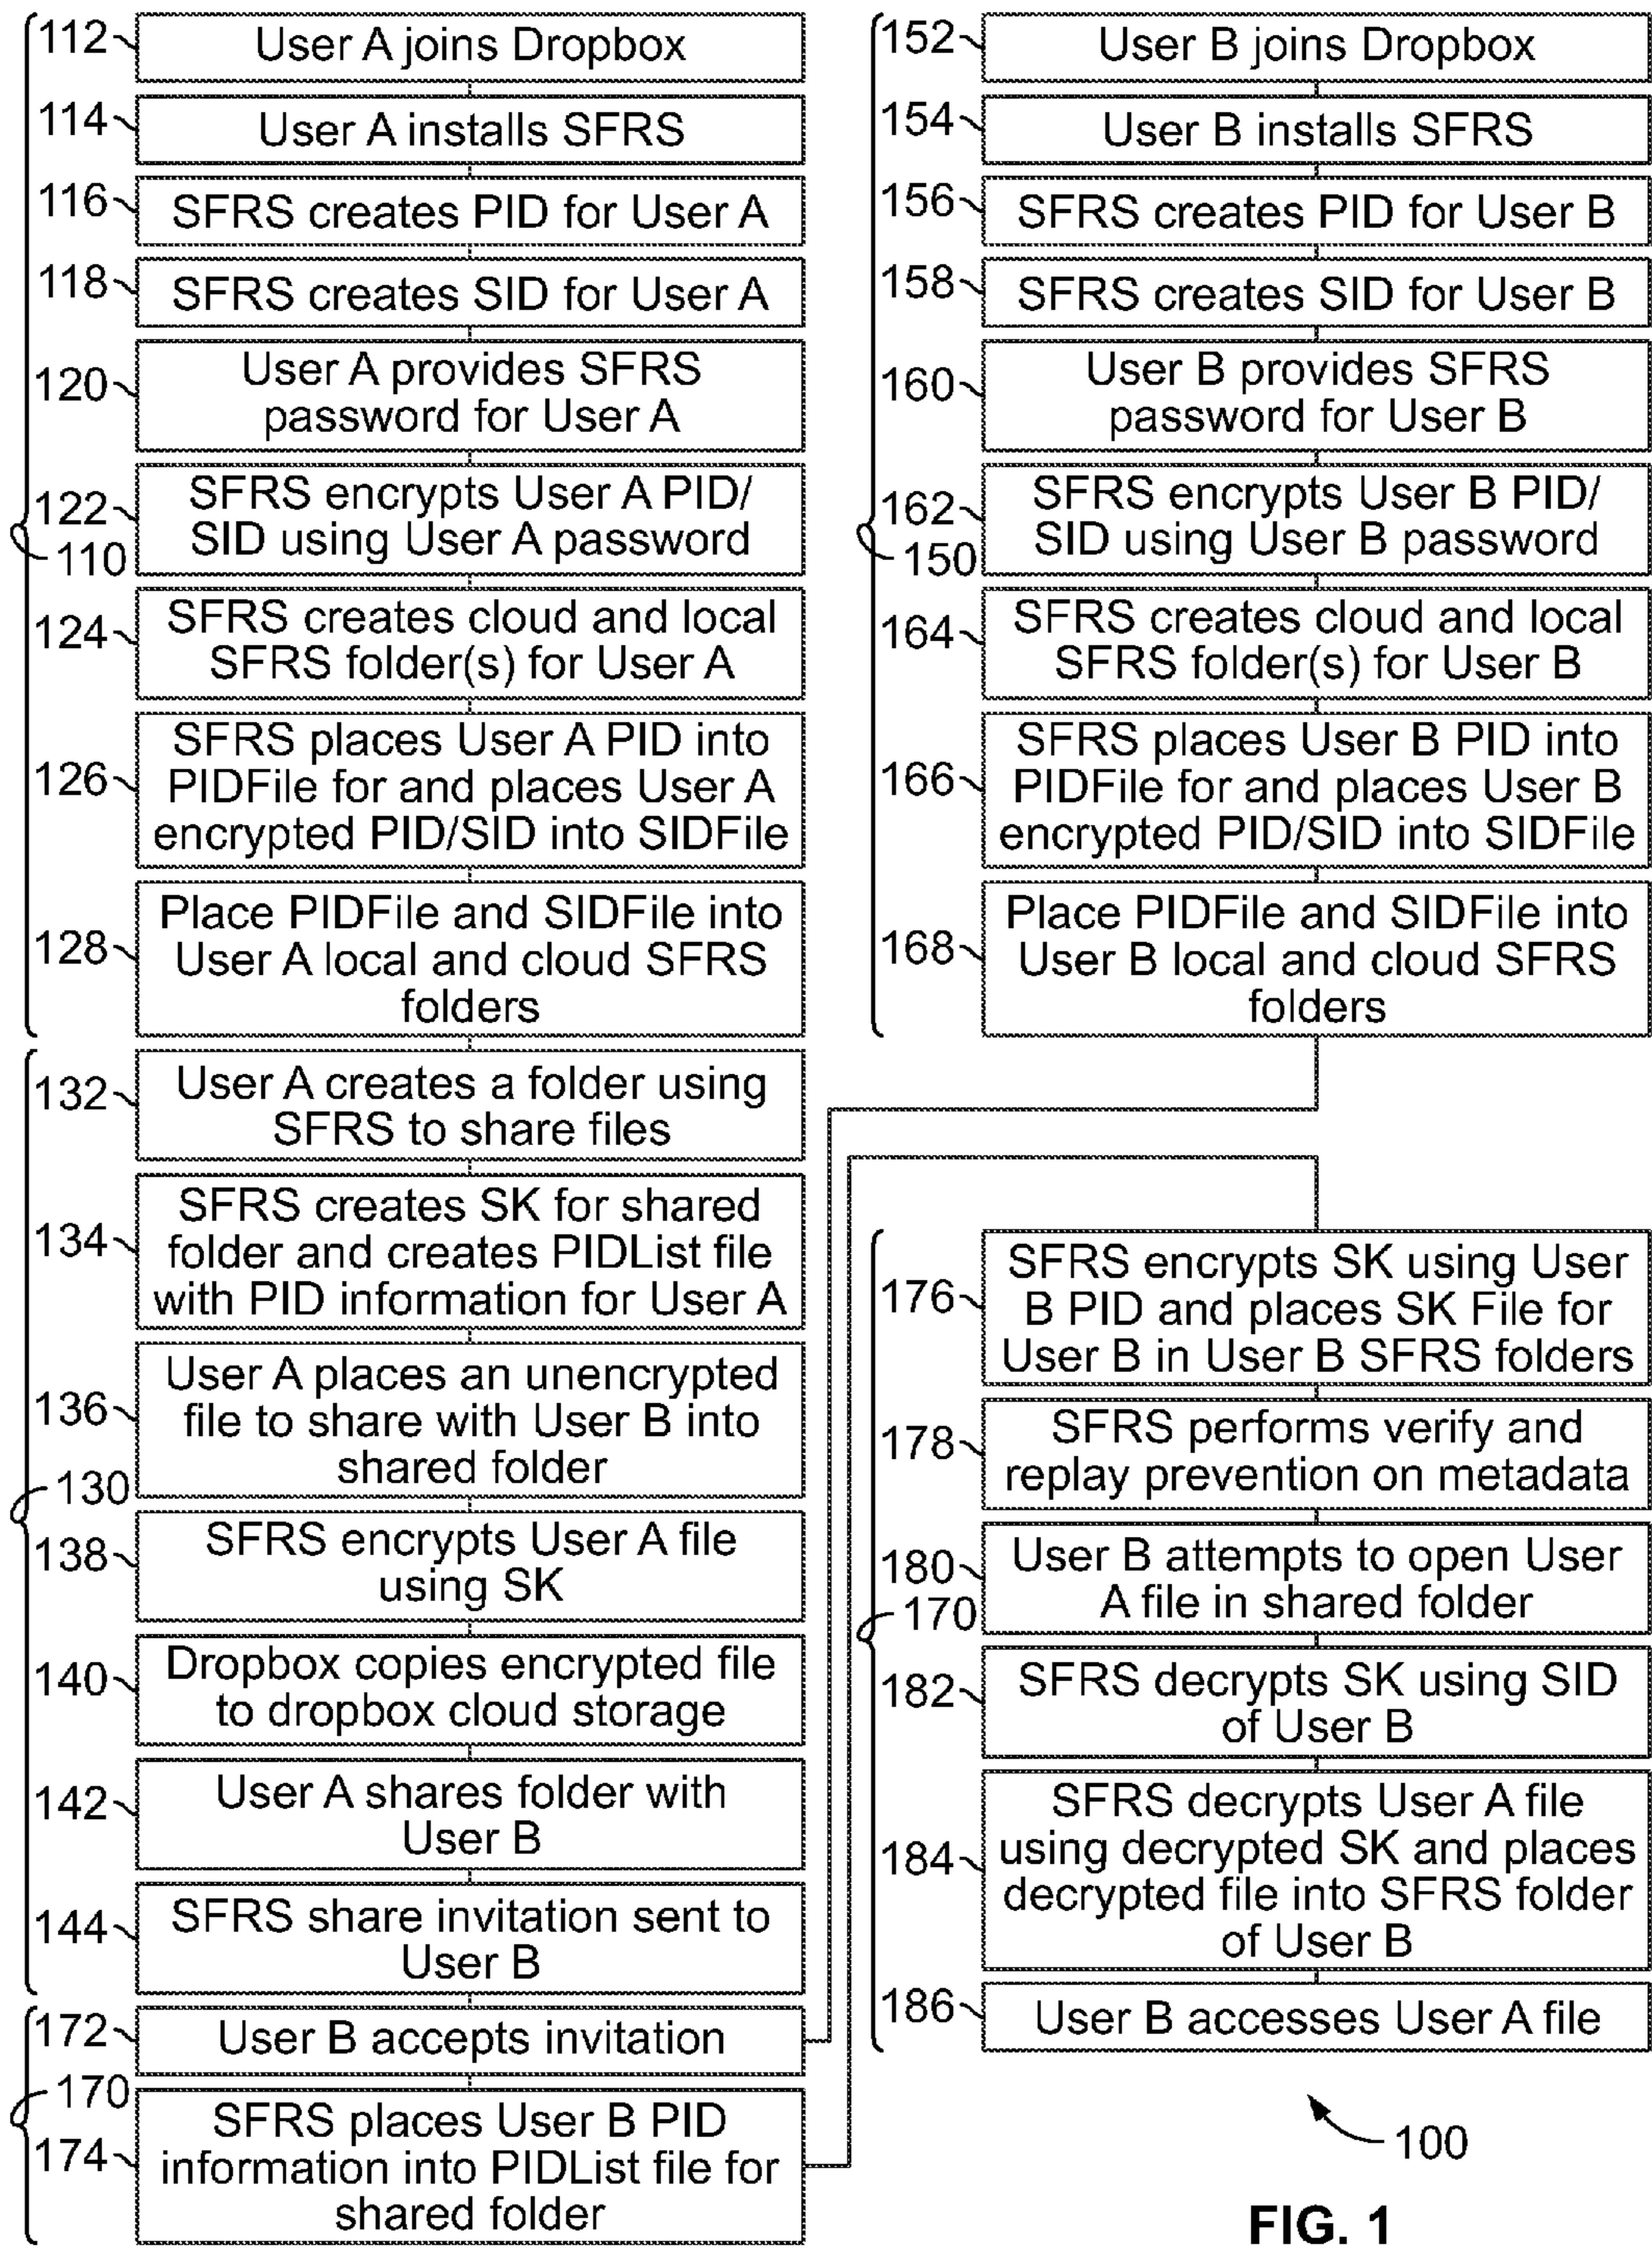 112
User A joins Dropbox
114
User A installs SFRS
116
SFRS creates PID for User A
118
SFRS creates SID for User A
120
User A provides SFRS
password for User A
122
SFRS encrypts User A PID/
SID using User A password
110
124
SFRS creates cloud and local
SFRS folder(s) for User A
126
SFRS places User A PID into
PIDFile for and places User A
encrypted PID/SID into SIDFile
128
Place PIDFile and SIDFile into
User A local and cloud SFRS
folders
132
User A creates a folder using
SFRS to share files
134
SFRS creates SK for shared
folder and creates PIDList file
with PID information for User A
136
User A places an unencrypted
file to share with User B into
shared folder
130
138
SFRS encrypts User A file
using SK
140
Dropbox copies encrypted file
to dropbox cloud storage
142
User A shares folder with
User B
144
SFRS share invitation sent to
User B
172
User B accepts invitation
170
174
SFRS places User B PID
information into PIDList file for
shared folder
152
User B joins Dropbox
154
User B installs SFRS
156
SFRS creates PID for User B
158
SFRS creates SID for User B
160
User B provides SFRS
password for User B
162
SFRS encrypts User B PID/
SID using User B password
150
164
SFRS creates cloud and local
SFRS folder(s) for User B
166
SFRS places User B PID into
PIDFile for and places User B
encrypted PID/SID into SIDFile
168
Place PIDFile and SIDFile into
User B local and cloud SFRS
folders
176
SFRS encrypts SK using User
B PID and places SK File for
User B in User B SFRS folders
178
SFRS performs verify and
replay prevention on metadata
180
User B attempts to open User
A file in shared folder
170
182
SFRS decrypts SK using SID
of User B
184
SFRS decrypts User A file
using decrypted SK and places
decrypted file into SFRS folder
of User B
186
User B accesses User A file
100
FIG. 1